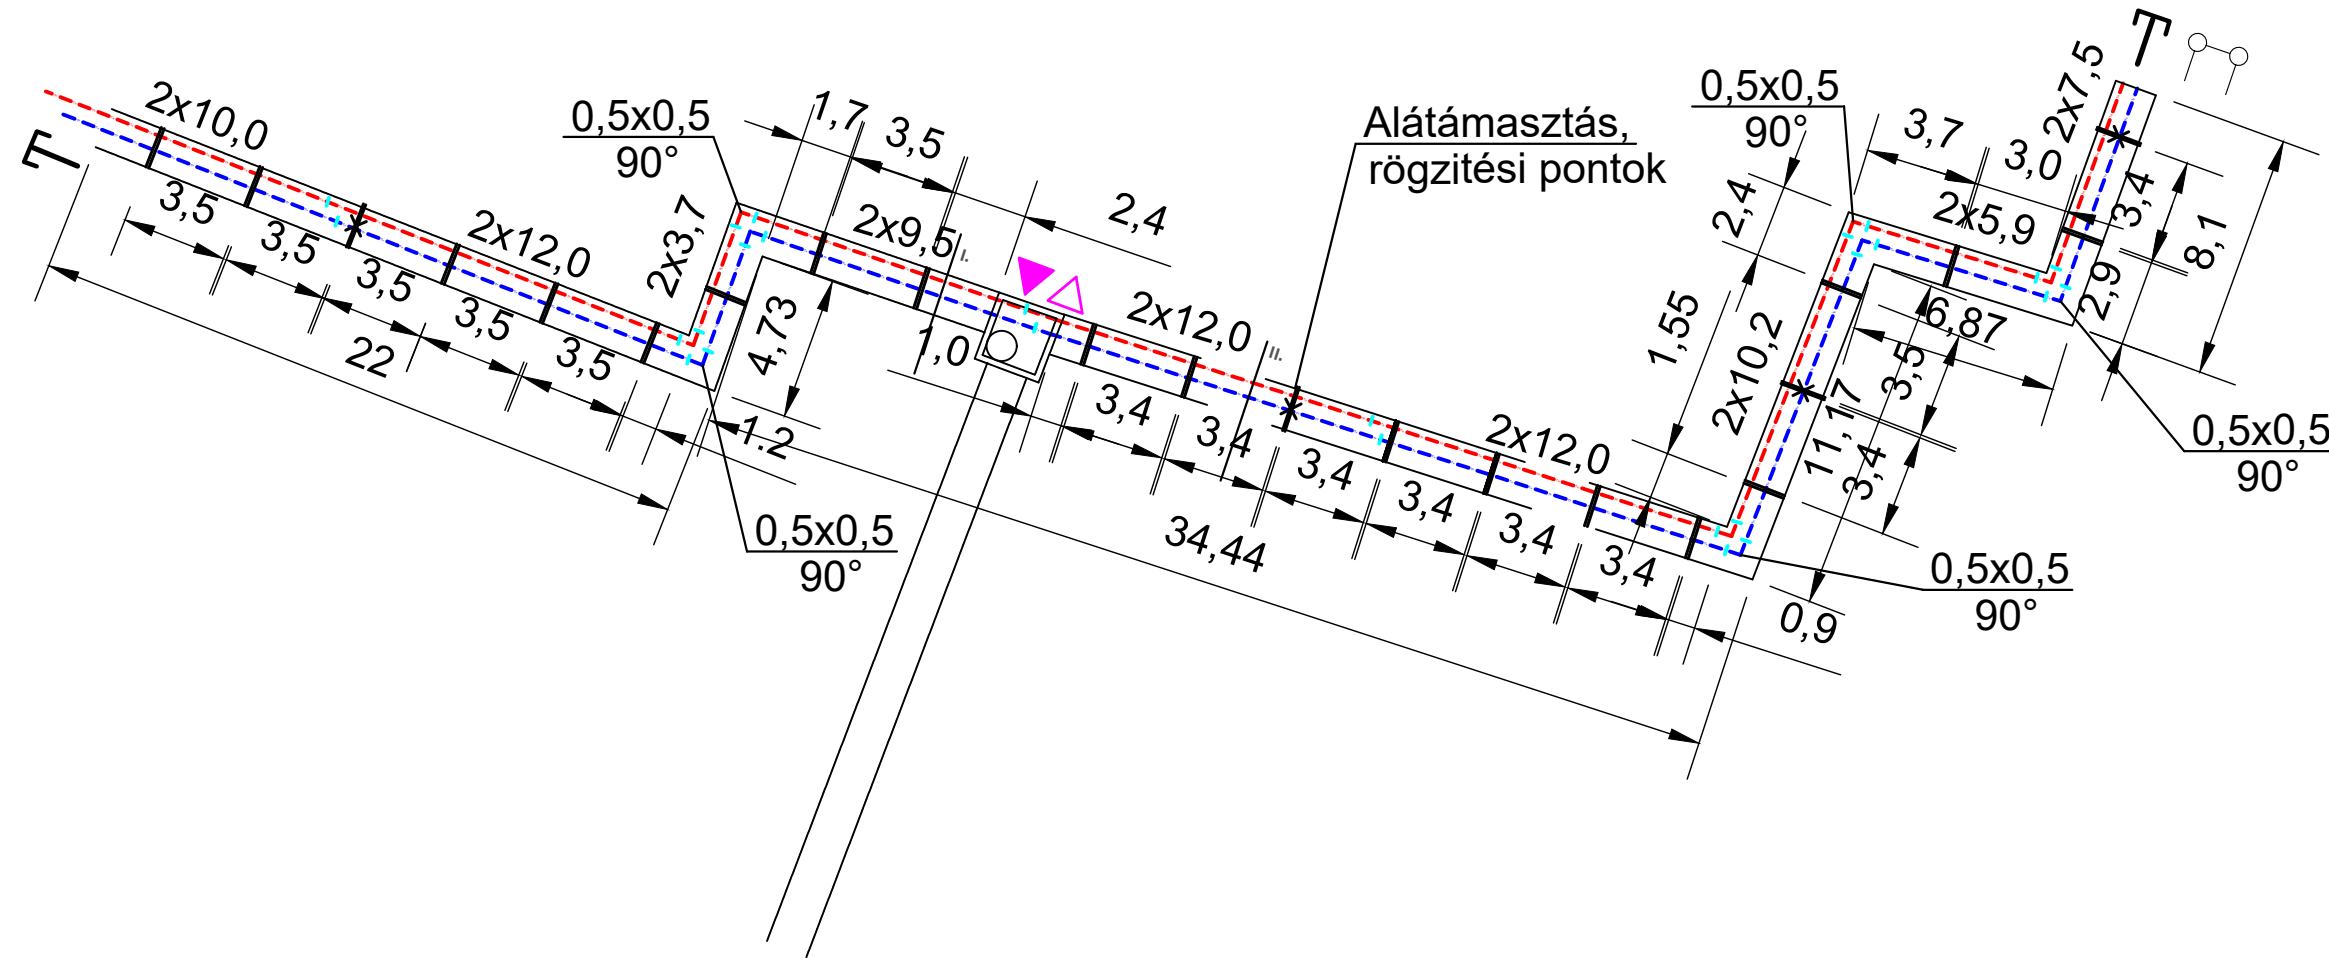 2x10,0
0,5x0,5
90°
1,7
3,5
2,4
Alátámasztás,
rögzitési pontok
0,5x0,5
90°
3,7
3,0
2x7,5
3,4
8,1
2,9
2x5,9
2,4
1,55
2x10,2
6,87
3,5
11,17
3,4
0,5x0,5
90°
3,5
3,5
3,5
3,5
3,5
22
2x12,0
2x3,7
2x9,5
I.
4,73
1.2
1,0
2x12,0
II.
3,4
3,4
3,4
3,4
3,4
3,4
2x12,0
34,44
0,9
0,5x0,5
90°
0,5x0,5
90°